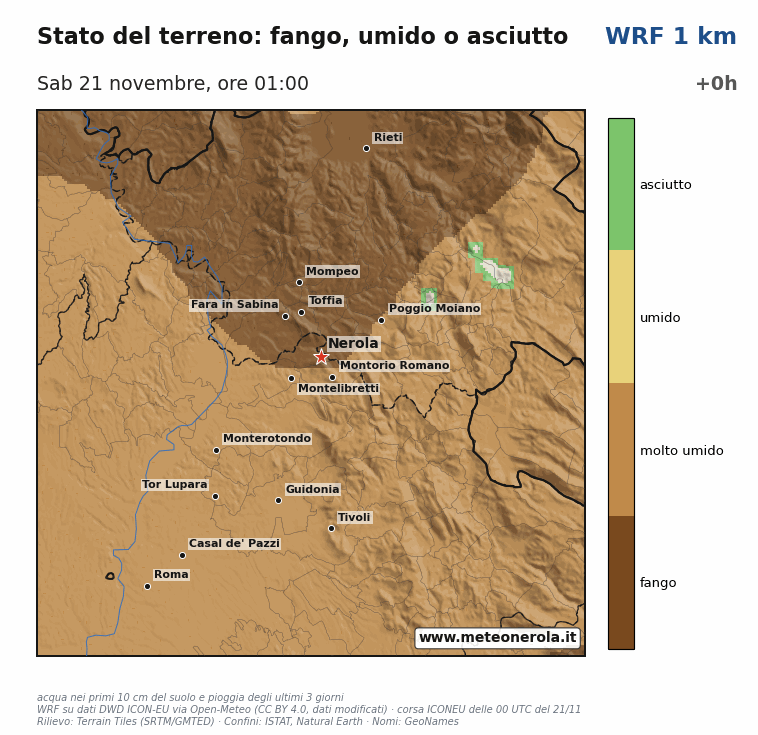 Stato del terreno: fango, umido o asciutto
WRF 1 km
Sab 21 novembre, ore 01:00
+0h
Rieti
Mompeo
Toffia
Fara in Sabina
Poggio Moiano
Nerola
Montorio Romano
Montelibretti
Monterotondo
Tor Lupara
Guidonia
Tivoli
Casal de' Pazzi
Roma
www.meteonerola.it
asciutto
umido
molto umido
fango
acqua nei primi 10 cm del suolo e pioggia degli ultimi 3 giorni
WRF su dati DWD ICON-EU via Open-Meteo (CC BY 4.0, dati modificati) · corsa ICONEU delle 00 UTC del 21/11
Rilievo: Terrain Tiles (SRTM/GMTED) · Confini: ISTAT, Natural Earth · Nomi: GeoNames